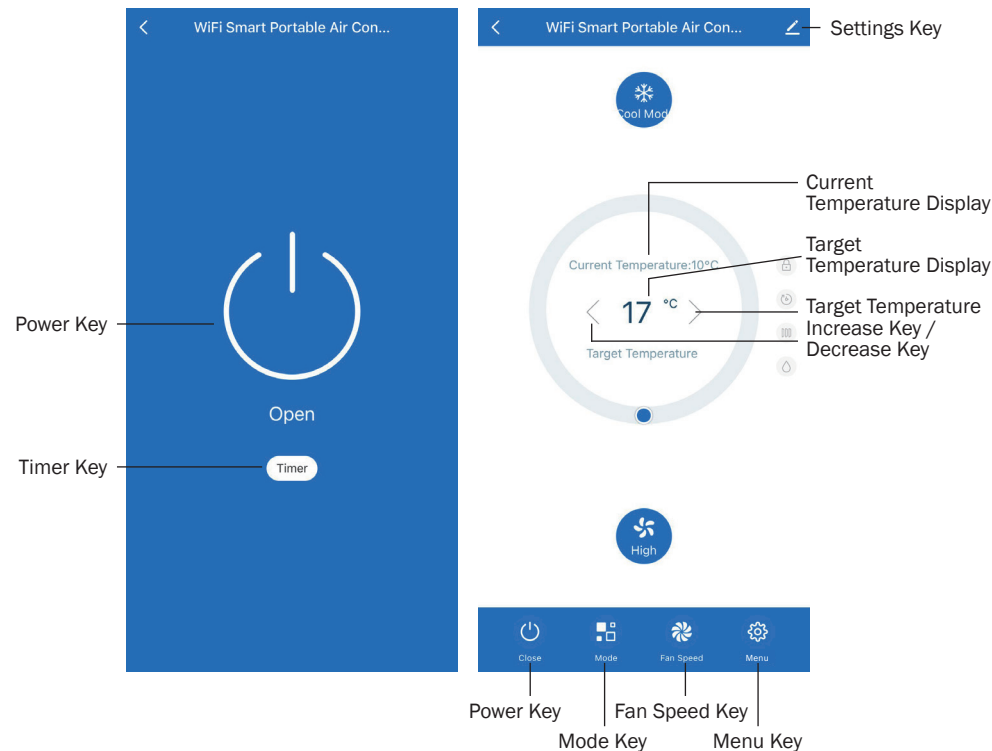 WiFi Smart Portable Air Con...
Open
Timer
Power Key
Timer Key
WiFi Smart Portable Air Con...
Settings Key
Cool Mod
Current
Temperature Display
Current Temperature:10°C
Target
Temperature Display
17 °C
Target Temperature
Increase Key /
Decrease Key
Target Temperature
High
Close
Mode
Fan Speed
Menu
Power Key
Fan Speed Key
Mode Key
Menu Key